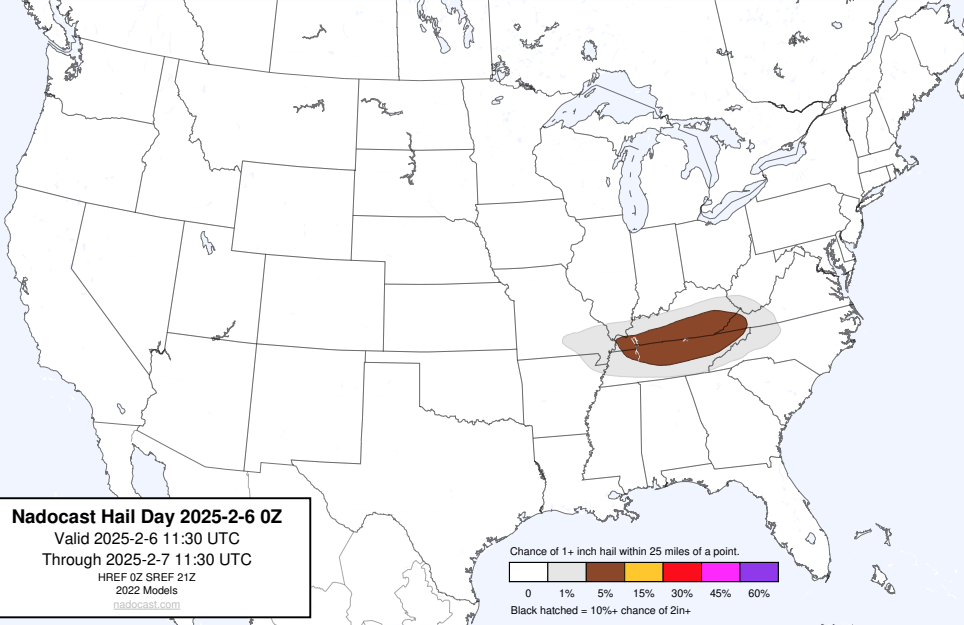 Nadocast Hail Day 2025-2-6 0Z
Valid 2025-2-6 11:30 UTC
Through 2025-2-7 11:30 UTC
HREF 0Z SREF 21Z
2022 Models
nadocast.com
Chance of 1+ inch hail within 25 miles of a point.
0 1% 5% 15% 30% 45% 60%
Black hatched = 10%+ chance of 2in+